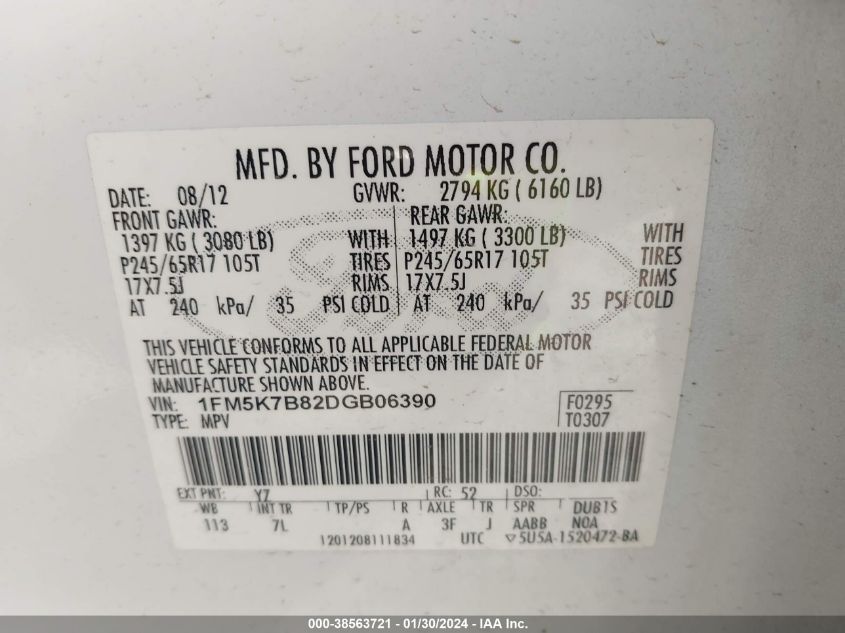 MFD. BY FORD MOTOR CO.
DATE: 08/12 GVWR: 2794 KG ( 6160 LB)
FRONT GAWR: REAR GAWR:
1397 KG ( 3080 LB) WITH 1497 KG ( 3300 LB) WITH
P245/65R17 105T TIRES P245/65R17 105T TIRES
17X7.5J RIMS 17X7.5J RIMS
AT 240 kPa/ 35 PSI COLD AT 240 kPa/ 35 PSI COLD
THIS VEHICLE CONFORMS TO ALL APPLICABLE FEDERAL MOTOR
VEHICLE SAFETY STANDARDS IN EFFECT ON THE DATE OF
MANUFACTURE SHOWN ABOVE.
VIN: 1FM5K7B82DGB06390 F0295
TYPE: MPV T0307
EXT PNT: YZ RC: 52 DSO:
WB INT TR TP/PS R AXLE TR SPR DUB1S
113 7L A 3F J AABB NOA
1201208111834 UTC ▽5U5A-1520472-BA
000-38563721 - 01/30/2024 - IAA Inc.